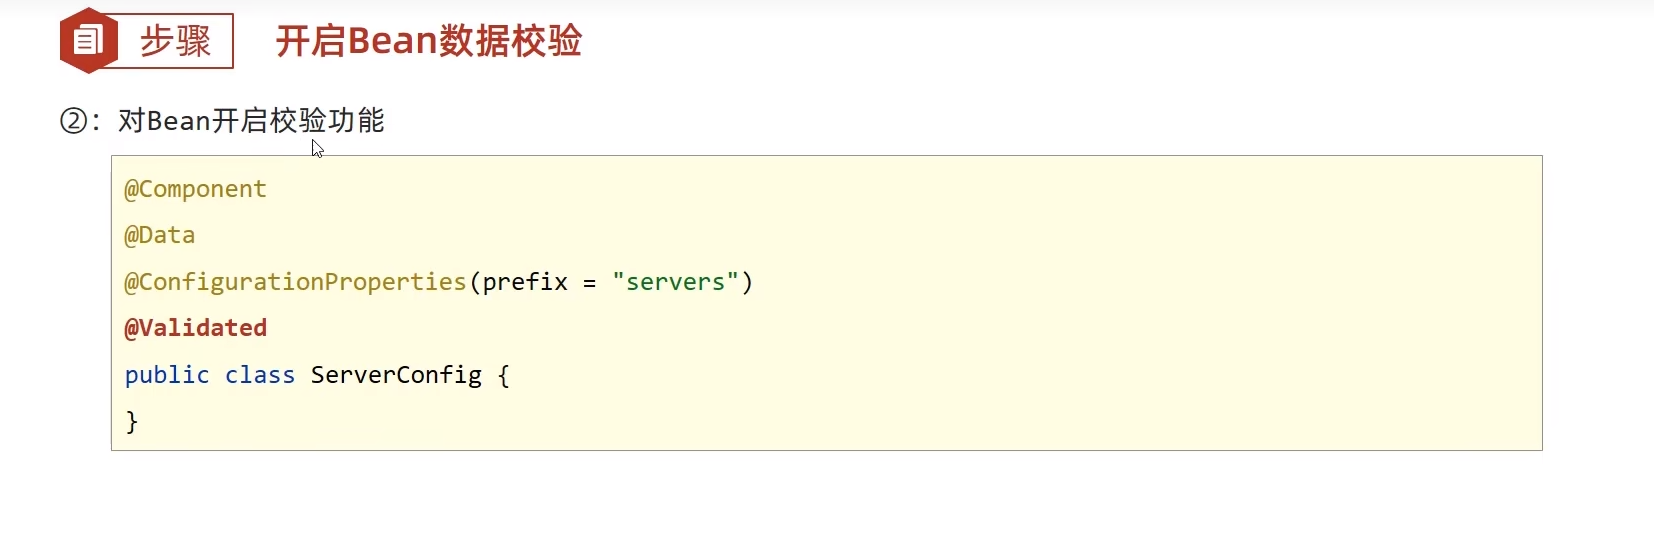 步骤 开启Bean数据校验
②：对Bean开启校验功能
@Component
@Data
@ConfigurationProperties(prefix = "servers")
@Validated
public class ServerConfig {
}